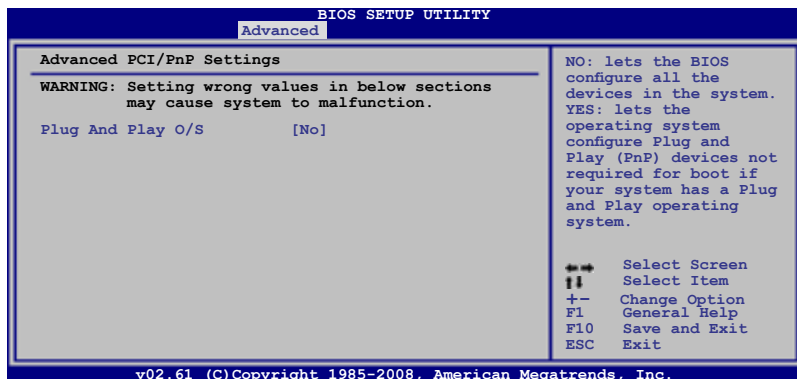 BIOS SETUP UTILITY
Advanced
Advanced PCI/PnP Settings
WARNING: Setting wrong values in below sections
may cause system to malfunction.
Plug And Play O/S [No]
NO: lets the BIOS
configure all the
devices in the system.
YES: lets the
operating system
configure Plug and
Play (PnP) devices not
required for boot if
your system has a Plug
and Play operating
system.
←→ Select Screen
↑↓ Select Item
+- Change Option
F1 General Help
F10 Save and Exit
ESC Exit
v02.61 (C)Copyright 1985-2008, American Megatrends, Inc.